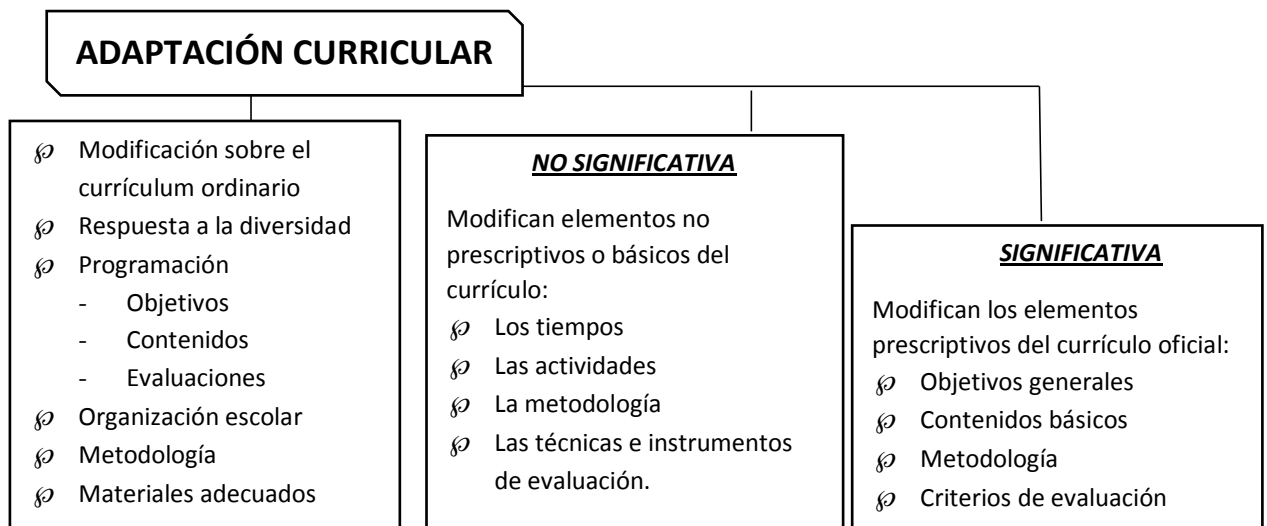 ADAPTACIÓN CURRICULAR
℘ Modificación sobre el
currículum ordinario
℘ Respuesta a la diversidad
℘ Programación
- Objetivos
- Contenidos
- Evaluaciones
℘ Organización escolar
℘ Metodología
℘ Materiales adecuados
NO SIGNIFICATIVA
Modifican elementos no
prescriptivos o básicos del
currículo:
℘ Los tiempos
℘ Las actividades
℘ La metodología
℘ Las técnicas e instrumentos
de evaluación.
SIGNIFICATIVA
Modifican los elementos
prescriptivos del currículo oficial:
℘ Objetivos generales
℘ Contenidos básicos
℘ Metodología
℘ Criterios de evaluación